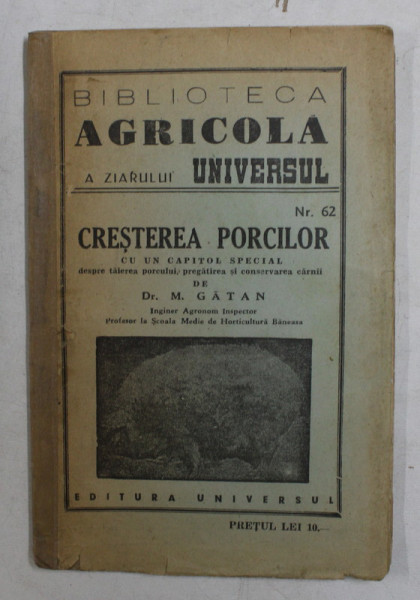 BIBLIOTECA
AGRICOLĂ
A ZIARULUI UNIVERSUL
Nr. 62
CREȘTEREA PORCILOR
CU UN CAPITOL SPECIAL
despre tăierea porcului, pregătirea și conservarea cărnii
DE
Dr. M. GĂTAN
Inginer Agronom Inspector
Profesor la Școala Medie de Horticultură Băneasa
EDITURA UNIVERSUL
PREȚUL LEI 10.—